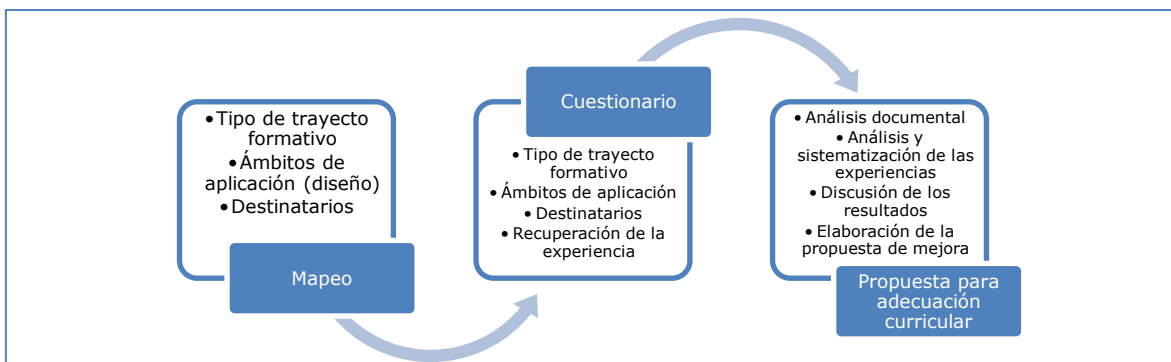 • Tipo de trayecto
formativo
• Ámbitos de
aplicación (diseño)
• Destinatarios
Mapeo
Cuestionario
• Tipo de trayecto
formativo
• Ámbitos de aplicación
• Destinatarios
• Recuperación de la
experiencia
• Análisis documental
• Análisis y
sistematización de las
experiencias
• Discusión de los
resultados
• Elaboración de la
propuesta de mejora
Propuesta para
adecuación
curricular